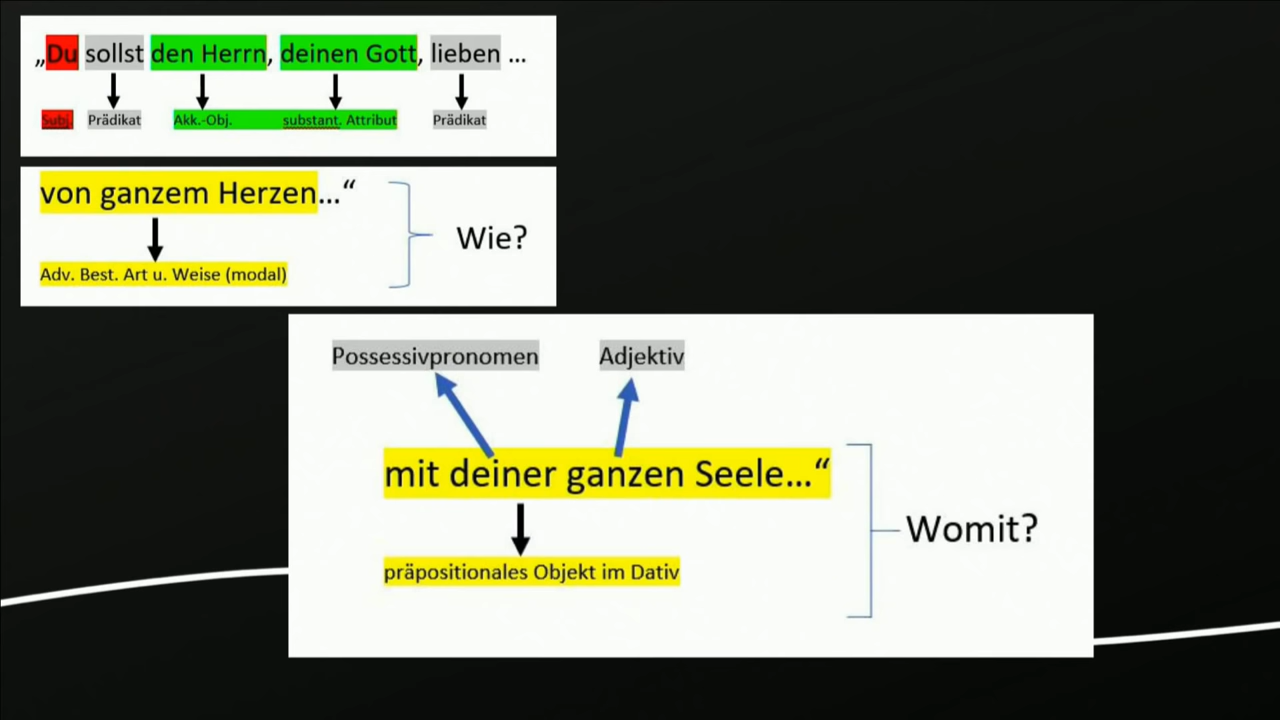 „Du sollst den Herrn, deinen Gott, lieben ...
Subj. Prädikat Akk.-Obj. substant. Attribut Prädikat
von ganzem Herzen...“
Wie?
Adv. Best. Art u. Weise (modal)
Possessivpronomen Adjektiv
mit deiner ganzen Seele...“
Womit?
präpositionales Objekt im Dativ